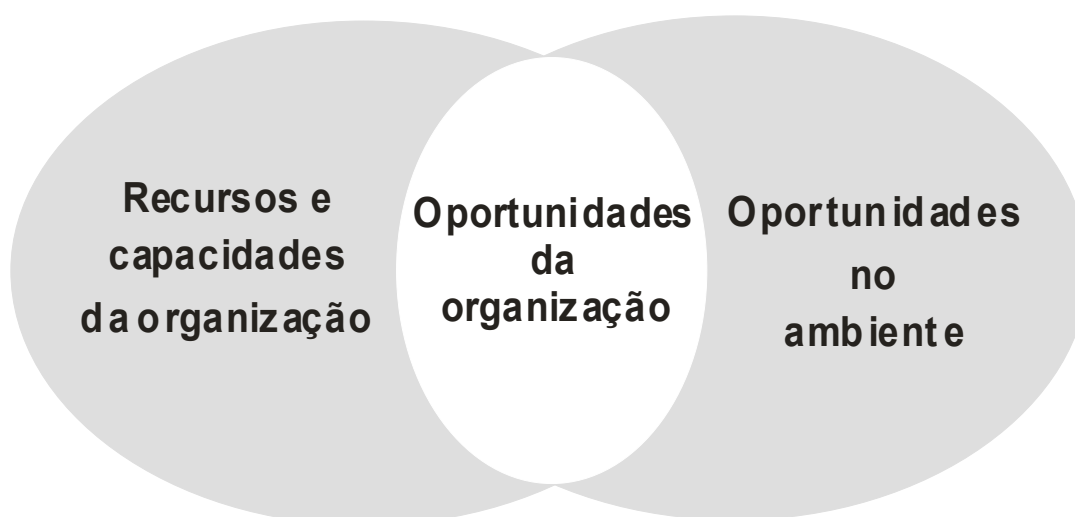 Recursos e
capacidades
da organização
Oportunidades
da
organização
Oportunidades
no
ambiente